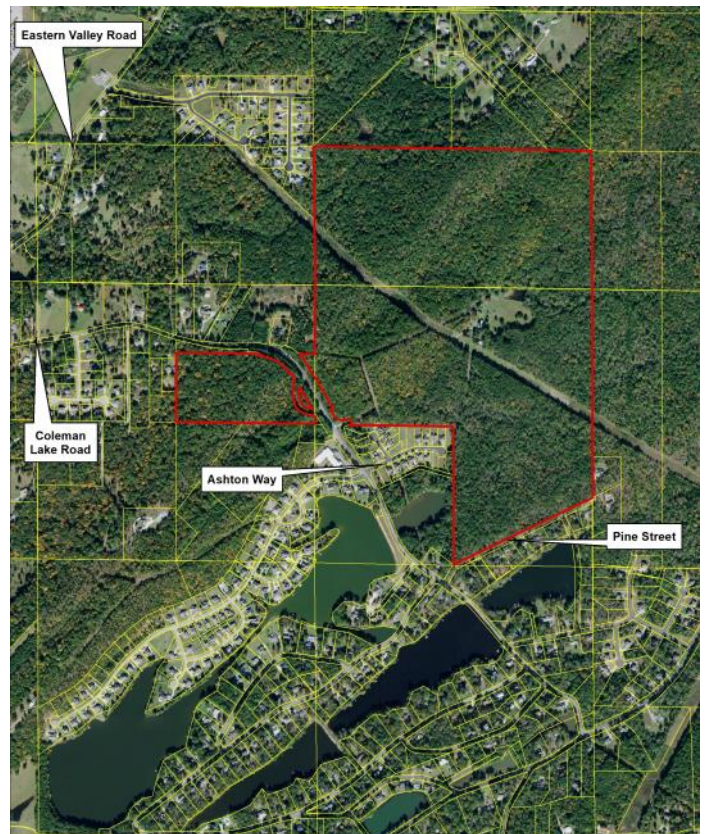 Eastern Valley Road
Coleman
Lake Road
Ashton Way
Pine Street